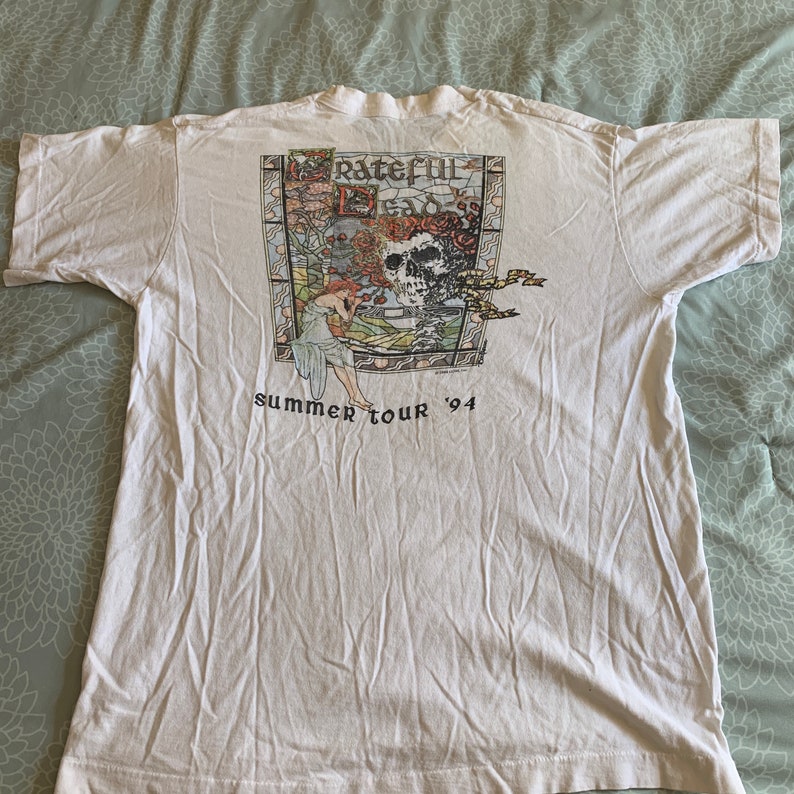 Grateful
Dead
summer tour '94